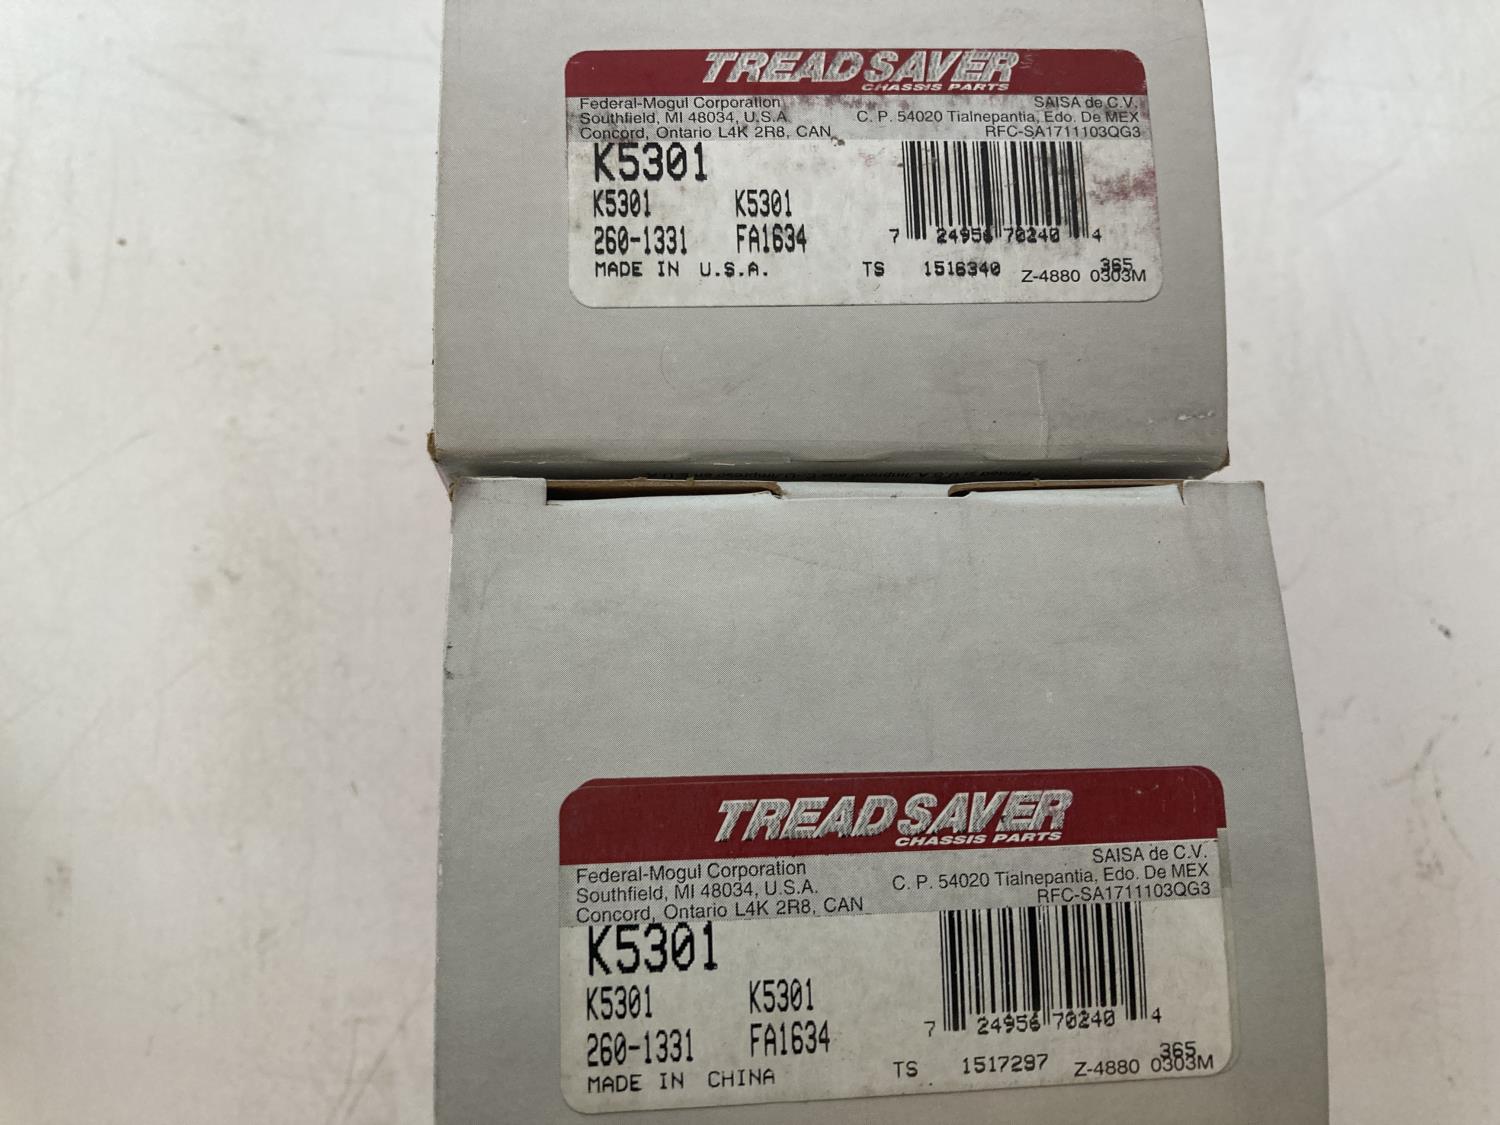 TREADSAVER
CHASSIS PARTS
Federal-Mogul Corporation
Southfield, MI 48034, U.S.A.
Concord, Ontario L4K 2R8, CAN
SAISA de C.V.
C. P. 54020 Tialnepantia, Edo. De MEX
RFC-SA1711103QG3
K5301
K5301 K5301
260-1331 FA1634
7 24956 70240 4
MADE IN U.S.A. TS 1516340 365
Z-4880 0303M
TREADSAVER
CHASSIS PARTS
Federal-Mogul Corporation
Southfield, MI 48034, U.S.A.
Concord, Ontario L4K 2R8, CAN
SAISA de C.V.
C. P. 54020 Tialnepantia, Edo. De MEX
RFC-SA1711103QG3
K5301
K5301 K5301
260-1331 FA1634
7 24956 70240 4
MADE IN CHINA TS 1517297 365
Z-4880 0303M